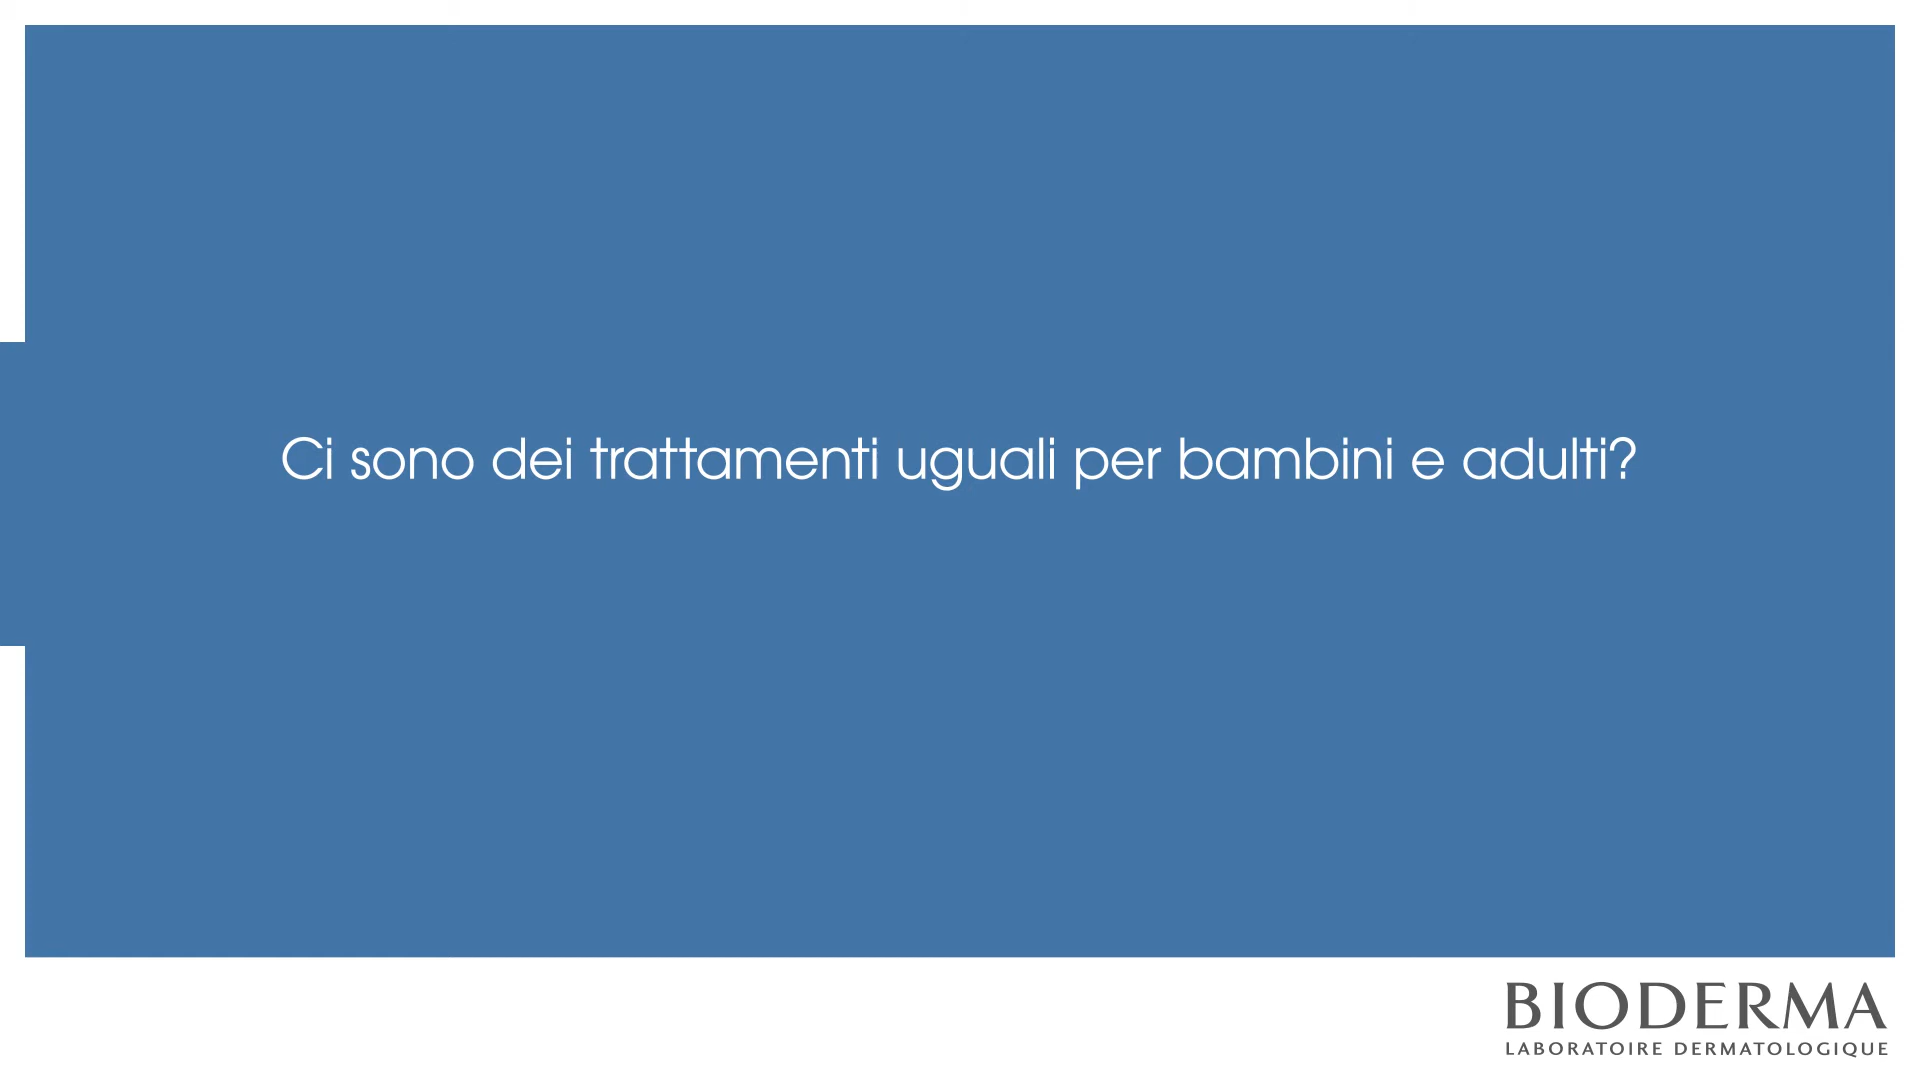 Ci sono dei trattamenti uguali per bambini e adulti?
BIODERMA
LABORATOIRE DERMATOLOGIQUE